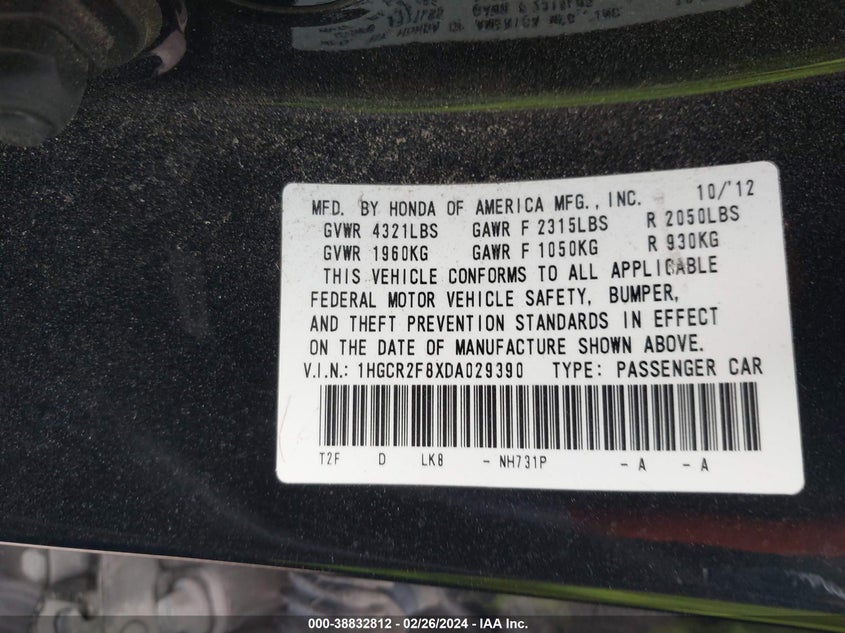 MFD. BY HONDA OF AMERICA MFG., INC. 10/'12
GVWR 4321LBS GAWR F 2315LBS R 2050LBS
GVWR 1960KG GAWR F 1050KG R 930KG
THIS VEHICLE CONFORMS TO ALL APPLICABLE
FEDERAL MOTOR VEHICLE SAFETY, BUMPER,
AND THEFT PREVENTION STANDARDS IN EFFECT
ON THE DATE OF MANUFACTURE SHOWN ABOVE.
V.I.N.: 1HGCR2F8XDA029390 TYPE: PASSENGER CAR
T2F D LK8 - NH731P - A - A
000-38832812 - 02/26/2024 - IAA Inc.